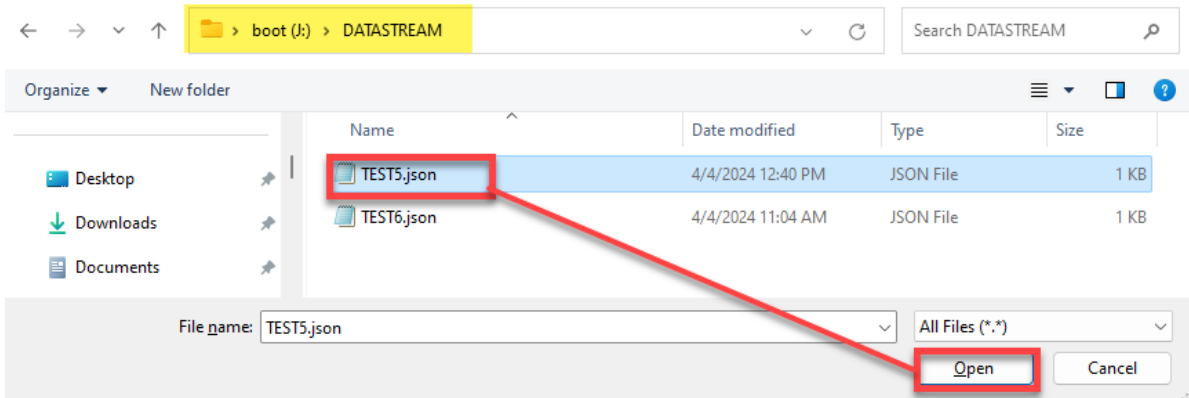 boot (J:) > DATASTREAM
Search DATASTREAM
Organize New folder
?
Name Date modified Type Size
Desktop
TEST5.json 4/4/2024 12:40 PM JSON File 1 KB
Downloads
TEST6.json 4/4/2024 11:04 AM JSON File 1 KB
Documents
File name: TEST5.json All Files (*.*)
Open Cancel